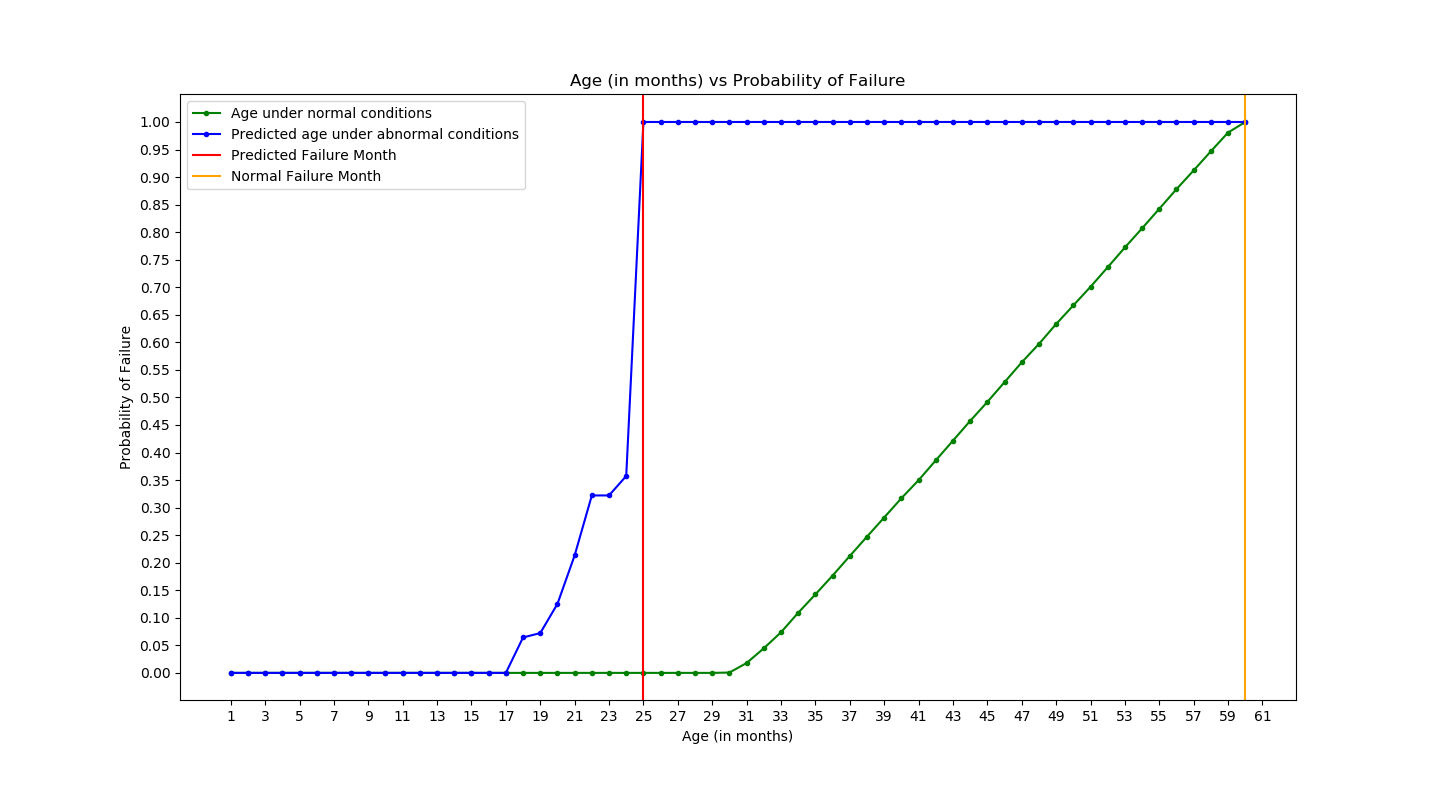 Age (in months) vs Probability of Failure
Age under normal conditions
Predicted age under abnormal conditions
Predicted Failure Month
Normal Failure Month
1.00
0.95
0.90
0.85
0.80
0.75
0.70
0.65
0.60
0.55
0.50
0.45
0.40
0.35
0.30
0.25
0.20
0.15
0.10
0.05
0.00
Probability of Failure
1 3 5 7 9 11 13 15 17 19 21 23 25 27 29 31 33 35 37 39 41 43 45 47 49 51 53 55 57 59 61
Age (in months)